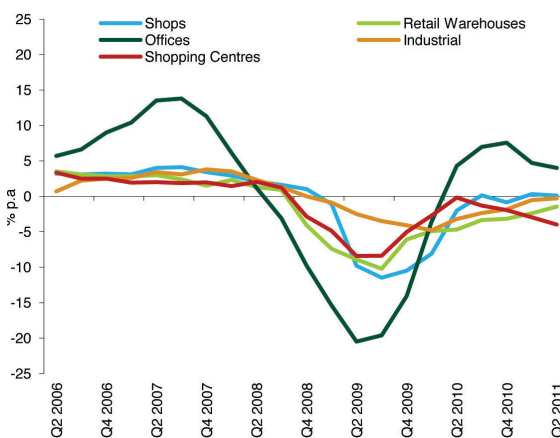 Shops
Retail Warehouses
Offices
Industrial
Shopping Centres
25
20
15
10
5
0
-5
-10
-15
-20
-25
% p.a
Q2 2006
Q4 2006
Q2 2007
Q4 2007
Q2 2008
Q4 2008
Q2 2009
Q4 2009
Q2 2010
Q4 2010
Q2 2011